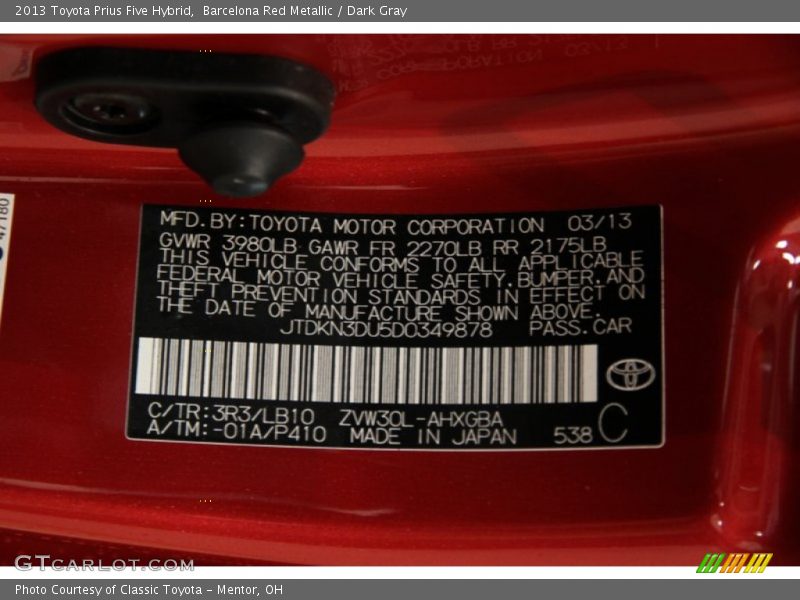 2013 Toyota Prius Five Hybrid,  Barcelona Red Metallic / Dark Gray
47180
MFD.BY:TOYOTA MOTOR CORPORATION 03/13
GVWR 3980LB GAWR FR 2270LB RR 2175LB
THIS VEHICLE CONFORMS TO ALL APPLICABLE
FEDERAL MOTOR VEHICLE SAFETY,BUMPER,AND
THEFT PREVENTION STANDARDS IN EFFECT ON
THE DATE OF MANUFACTURE SHOWN ABOVE.
JTDKN3DU5D0349878 PASS.CAR
C/TR:3R3/LB10 ZVW30L-AHXGBA
A/TM:-01A/P410 MADE IN JAPAN 538 C
GTCARLOT.COM
Photo Courtesy of Classic Toyota - Mentor, OH